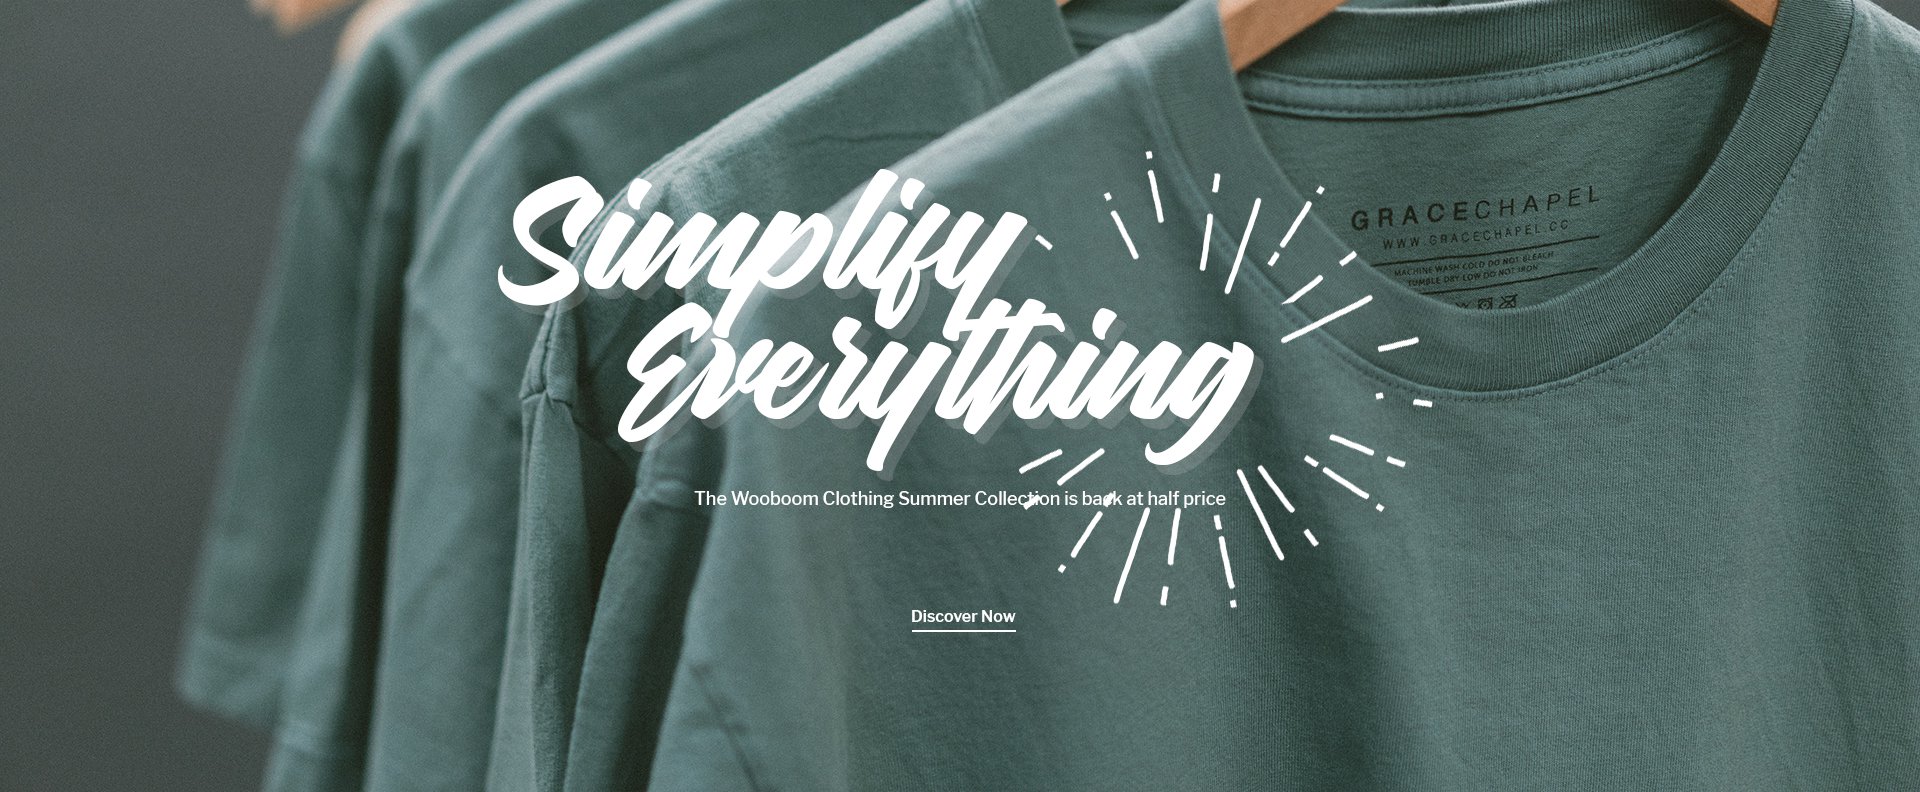 Simplify
Everything
GRACECHAPEL
WWW.GRACECHAPEL.CC
MACHINE WASH COLD DO NOT BLEACH
TUMBLE DRY LOW DO NOT IRON
The Wooboom Clothing Summer Collection is back at half price
Discover Now